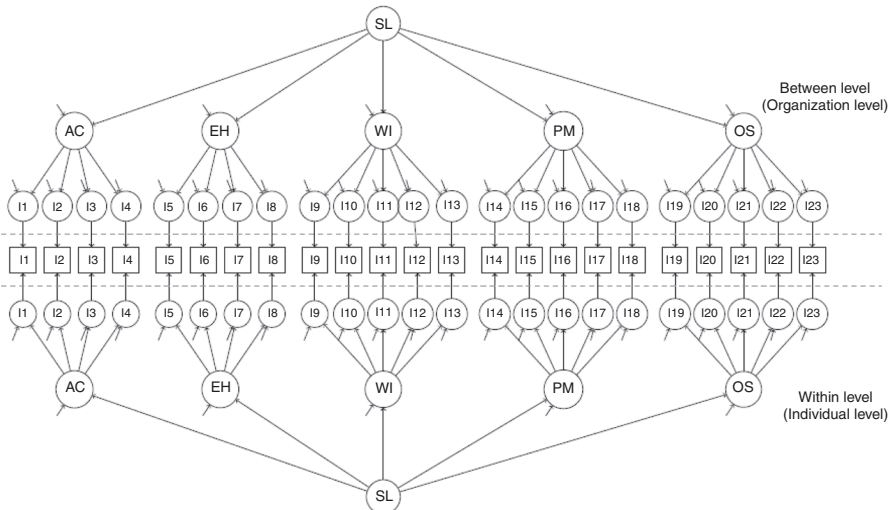 SL
Between level
(Organization level)
AC EH WI PM OS
I1 I2 I3 I4 I5 I6 I7 I8 I9 I10 I11 I12 I13 I14 I15 I16 I17 I18 I19 I20 I21 I22 I23
I1 I2 I3 I4 I5 I6 I7 I8 I9 I10 I11 I12 I13 I14 I15 I16 I17 I18 I19 I20 I21 I22 I23
I1 I2 I3 I4 I5 I6 I7 I8 I9 I10 I11 I12 I13 I14 I15 I16 I17 I18 I19 I20 I21 I22 I23
AC EH WI PM OS
Within level
(Individual level)
SL